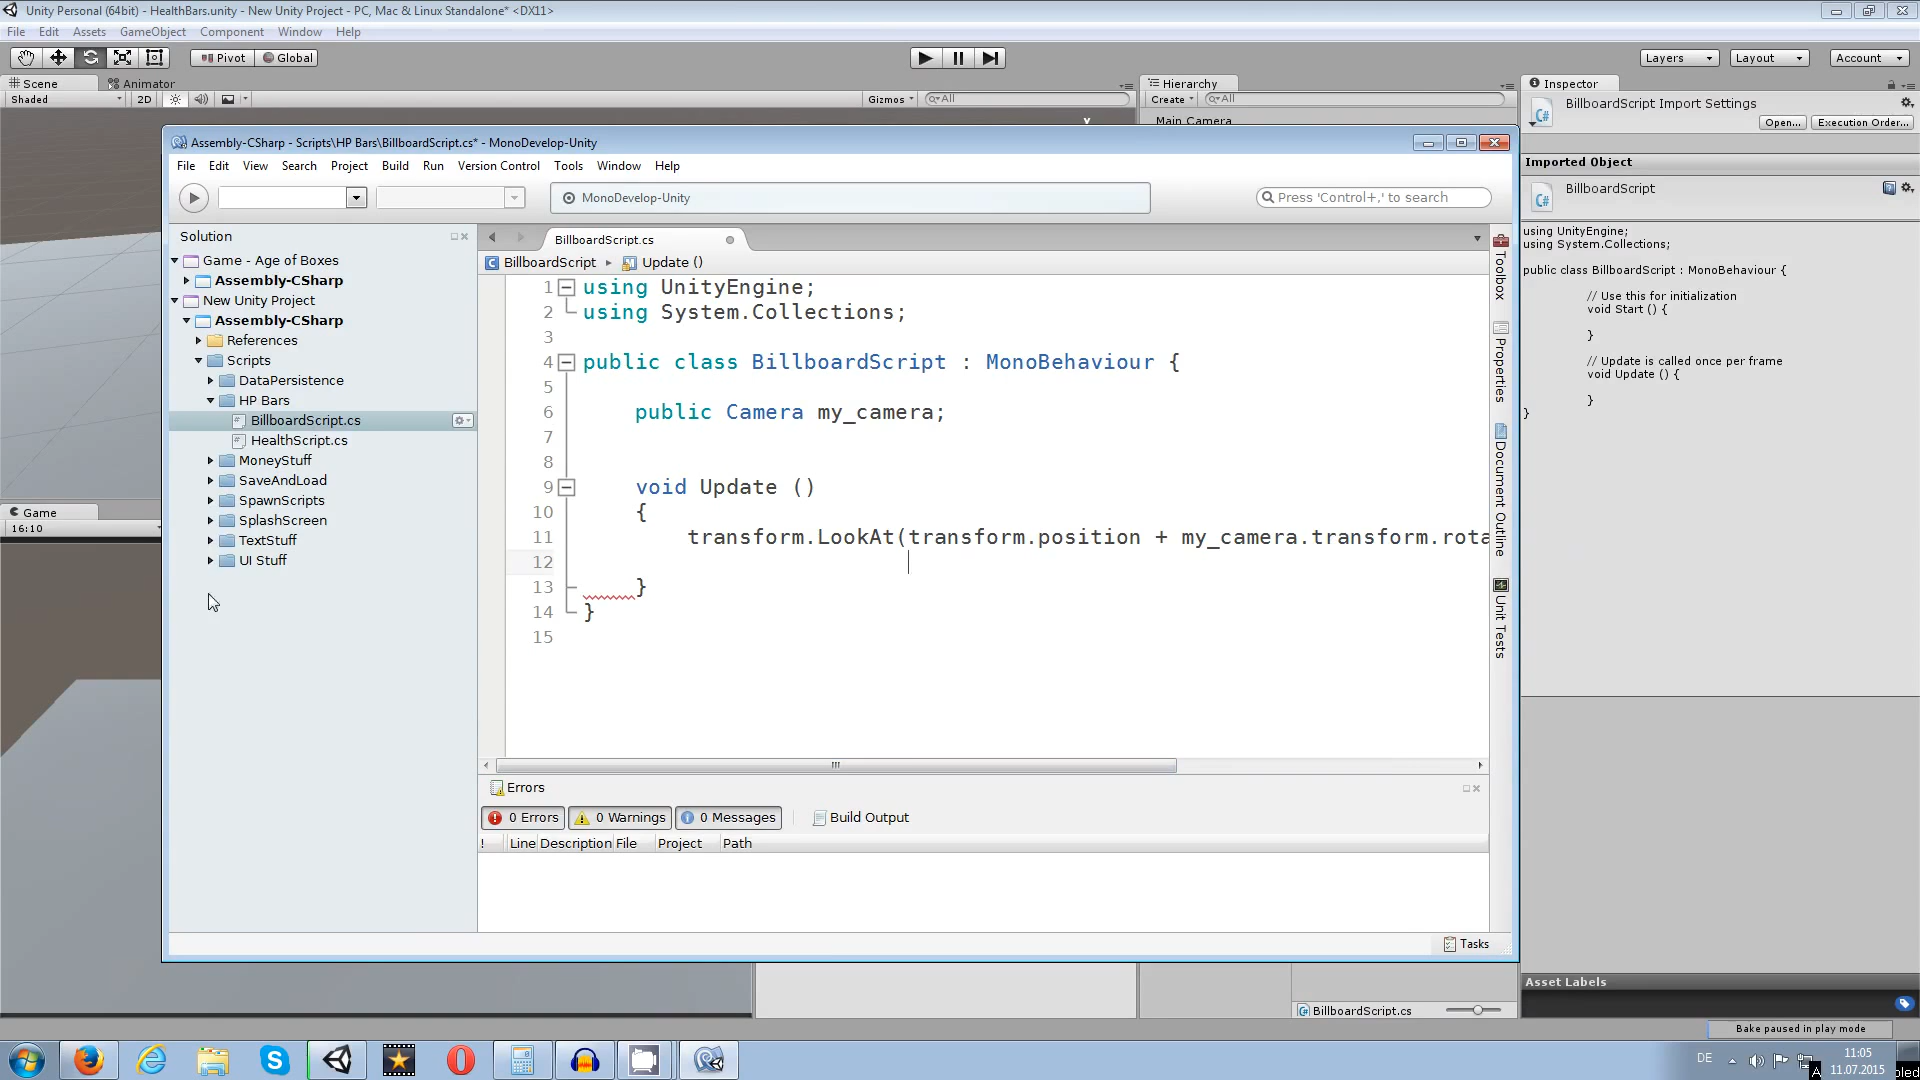 Unity Personal (64bit) - HealthBars.unity - New Unity Project - PC, Mac & Linux Standalone* <DX11>
File Edit Assets GameObject Component Window Help
Pivot Global Layers Layout Account
Scene Animator Hierarchy Inspector
Shaded 2D Gizmos All Create All
Main Camera
BillboardScript Import Settings
Open... Execution Order...
Imported Object
BillboardScript
using UnityEngine;
using System.Collections;
public class BillboardScript : MonoBehaviour {
// Use this for initialization
void Start () {
}
// Update is called once per frame
void Update () {
}
}
Asset Labels
Game
16:10
Assembly-CSharp - Scripts\HP Bars\BillboardScript.cs* - MonoDevelop-Unity
File Edit View Search Project Build Run Version Control Tools Window Help
MonoDevelop-Unity
Press 'Control+,' to search
Solution
Game - Age of Boxes
Assembly-CSharp
New Unity Project
Assembly-CSharp
References
Scripts
DataPersistence
HP Bars
BillboardScript.cs
HealthScript.cs
MoneyStuff
SaveAndLoad
SpawnScripts
SplashScreen
TextStuff
UI Stuff
BillboardScript.cs
BillboardScript Update ()
1 using UnityEngine;
2 using System.Collections;
3
4 public class BillboardScript : MonoBehaviour {
5
6 public Camera my_camera;
7
8
9 void Update ()
10 {
11 transform.LookAt(transform.position + my_camera.transform.rota
12
13 }
14 }
15
Toolbox
Properties
Document Outline
Unit Tests
Errors
0 Errors 0 Warnings 0 Messages Build Output
! Line Description File Project Path
Tasks
BillboardScript.cs
Bake paused in play mode
DE
11:05
11.07.2015